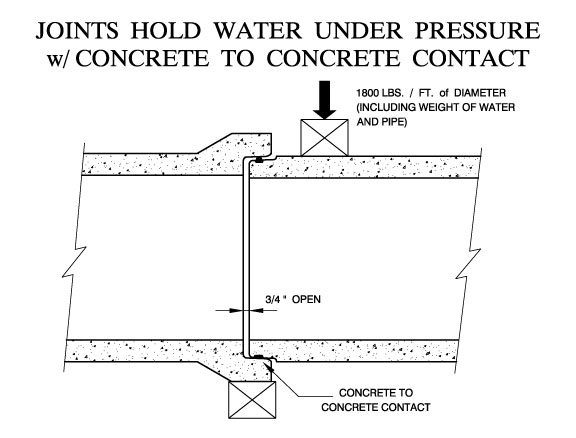 JOINTS HOLD WATER UNDER PRESSURE
w/ CONCRETE TO CONCRETE CONTACT
1800 LBS. / FT. of DIAMETER
(INCLUDING WEIGHT OF WATER
AND PIPE)
3/4" OPEN
CONCRETE TO
CONCRETE CONTACT